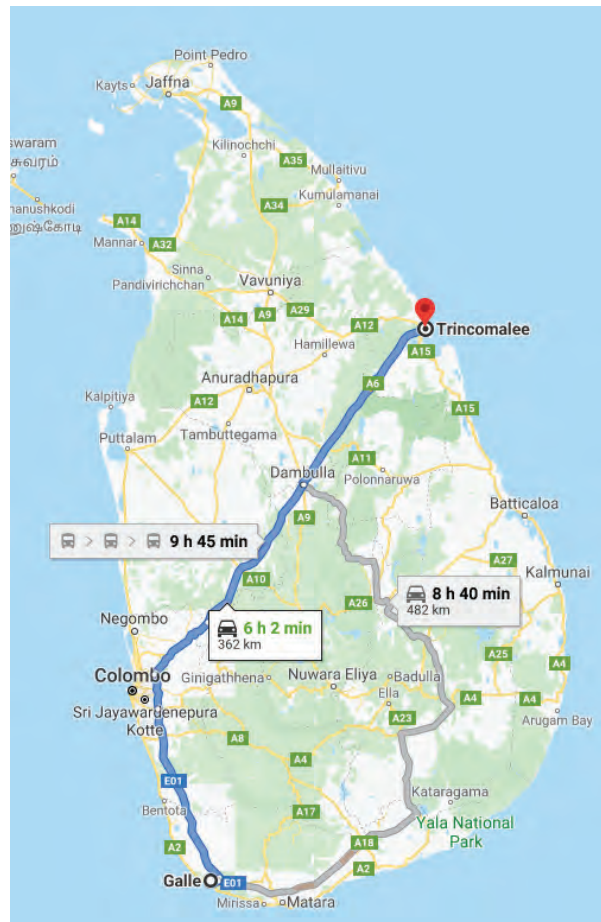 Point Pedro
Kayts
Jaffna
A9
swaram
சுவரம்
Kilinochchi
A35
Mullaitivu
anushkodi
னுஷ்கோடி
Kumulamanai
A34
A14
Mannar
A32
Sinna
Pandivirichchan
Vavuniya
A29
A9
A14
A12
Trincomalee
A15
Hamillewa
Anuradhapura
A6
Kalpitiya
A12
A15
Puttalam
Tambuttegama
A11
Dambulla
Polonnaruwa
A9
Batticaloa
9 h 45 min
A27
A10
Kalmunai
8 h 40 min
482 km
A26
Negombo
6 h 2 min
362 km
A25
A4
Colombo
Ginigathhena
Nuwara Eliya
Badulla
Ella
A4
A4
Sri Jayawardenepura
Kotte
A23
Arugam Bay
A8
A4
E01
Kataragama
Bentota
A17
Yala National
Park
A18
A2
A2
Galle
E01
Mirissa
Matara